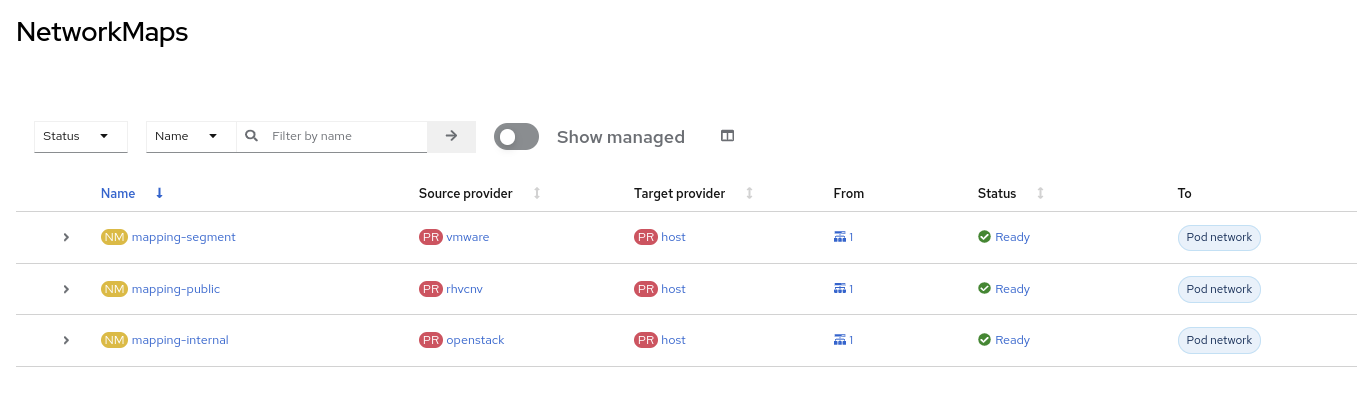 NetworkMaps
Status Name Filter by name Show managed
Name Source provider Target provider From Status To
NM mapping-segment PR vmware PR host 1 Ready Pod network
NM mapping-public PR rhvcnv PR host 1 Ready Pod network
NM mapping-internal PR openstack PR host 1 Ready Pod network